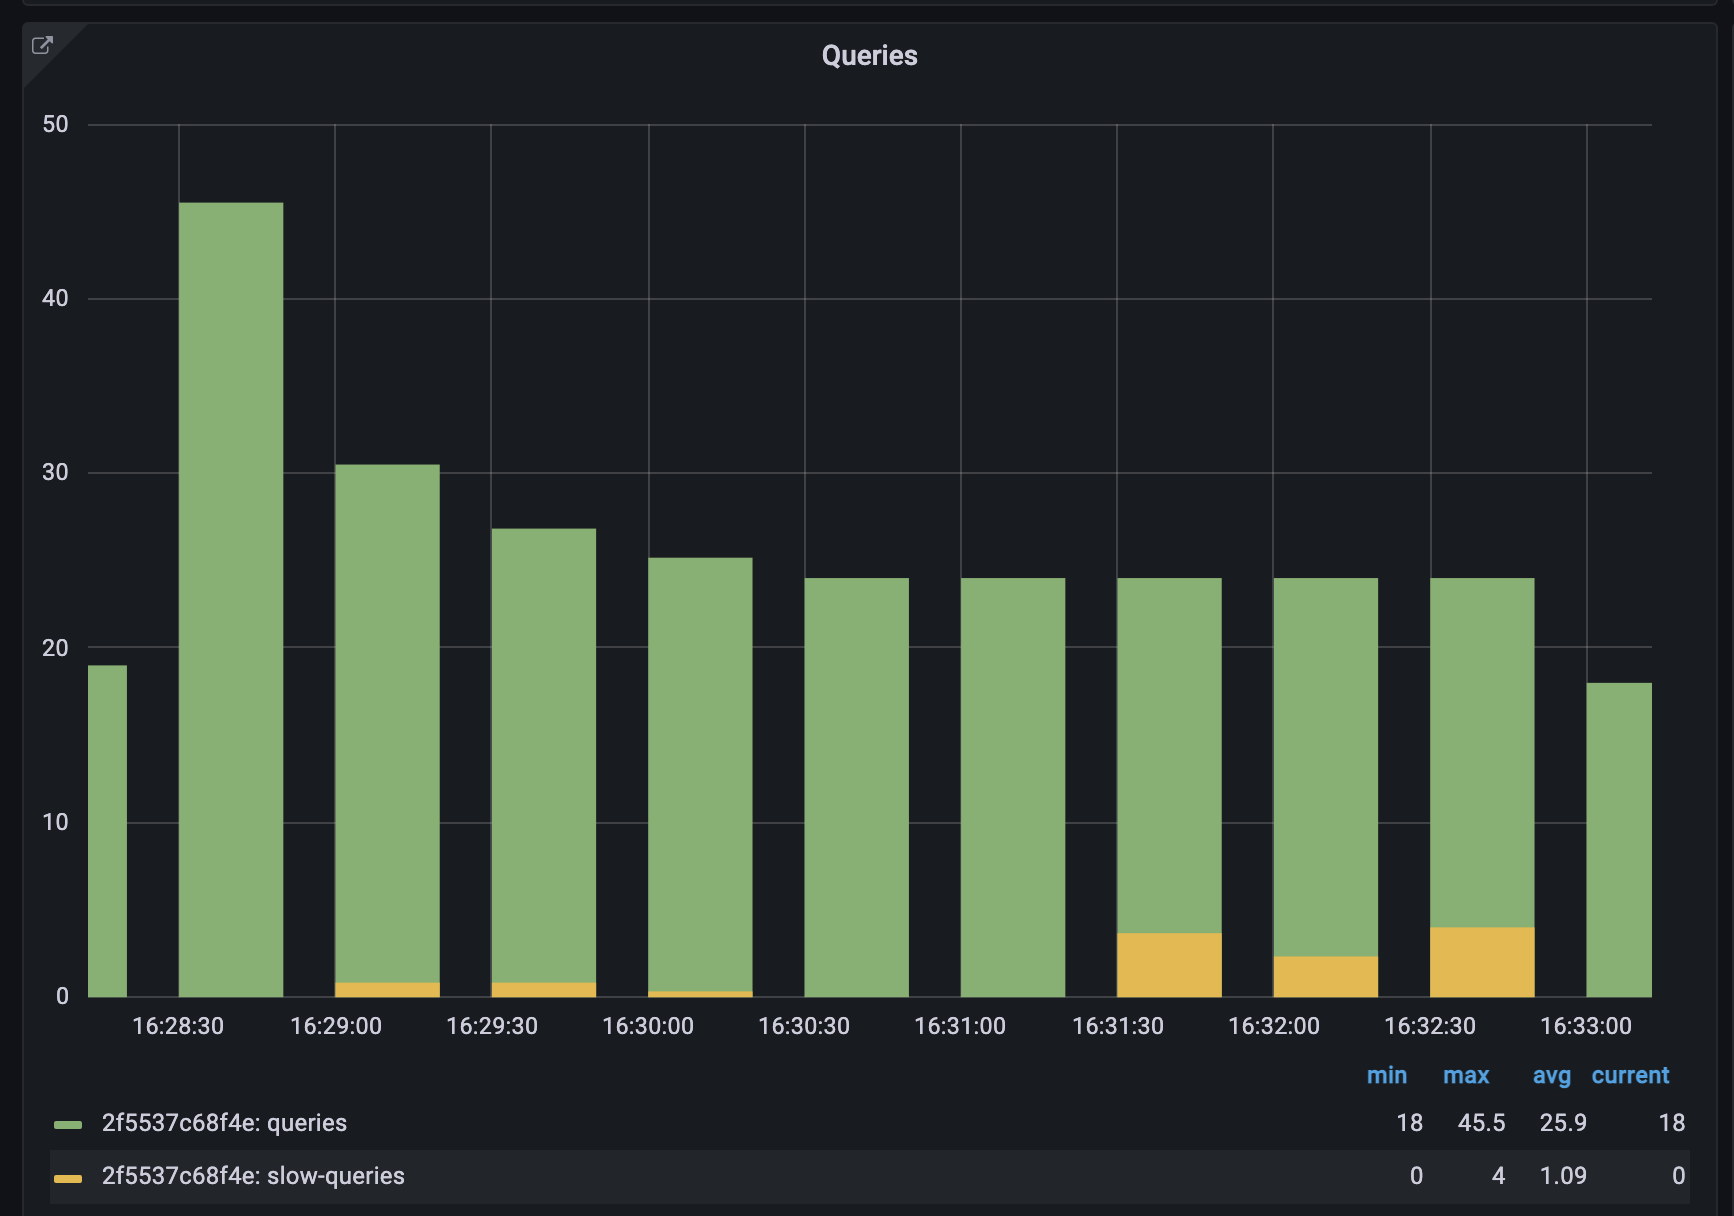 Queries
50
40
30
20
10
0
16:28:30 16:29:00 16:29:30 16:30:00 16:30:30 16:31:00 16:31:30 16:32:00 16:32:30 16:33:00
min max avg current
2f5537c68f4e: queries 18 45.5 25.9 18
2f5537c68f4e: slow-queries 0 4 1.09 0